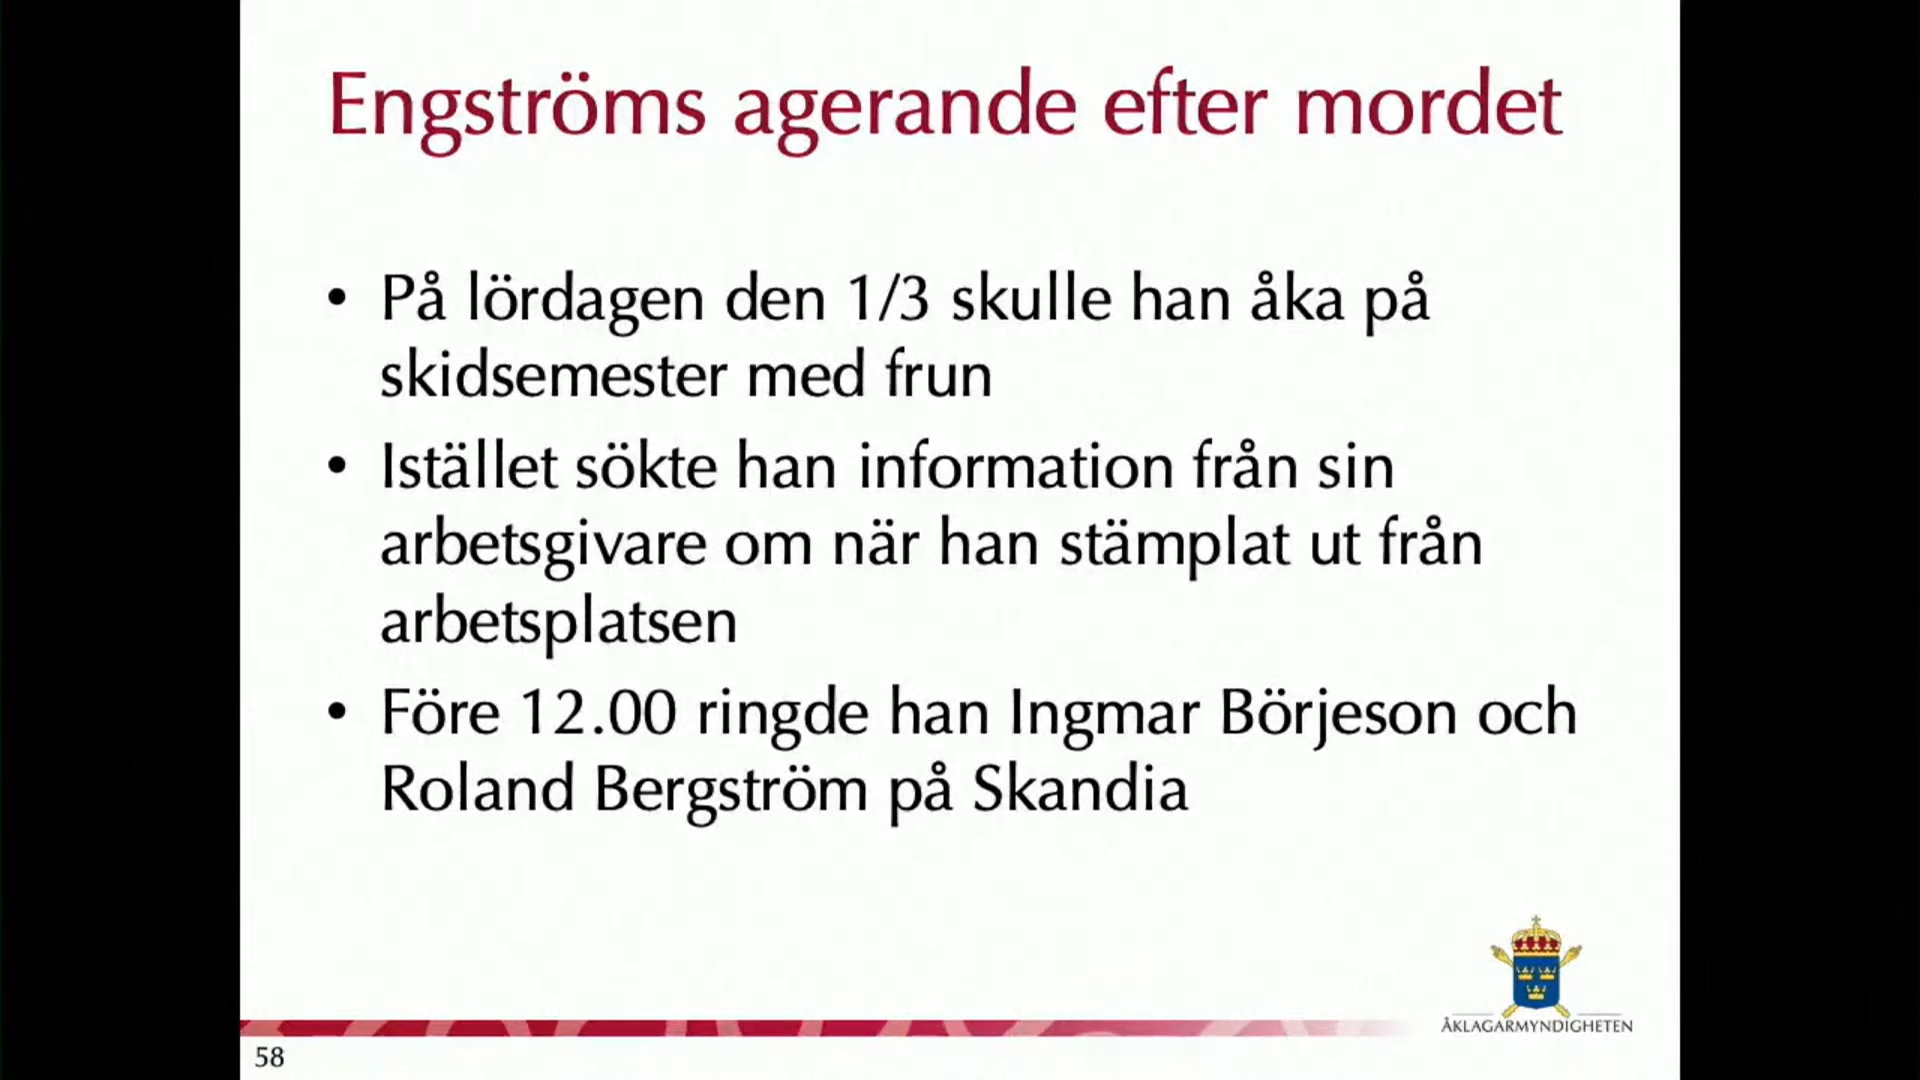 Engströms agerande efter mordet
• På lördagen den 1/3 skulle han åka på
skidsemester med frun
• Istället sökte han information från sin
arbetsgivare om när han stämplat ut från
arbetsplatsen
• Före 12.00 ringde han Ingmar Börjeson och
Roland Bergström på Skandia
ÅKLAGARMYNDIGHETEN
58